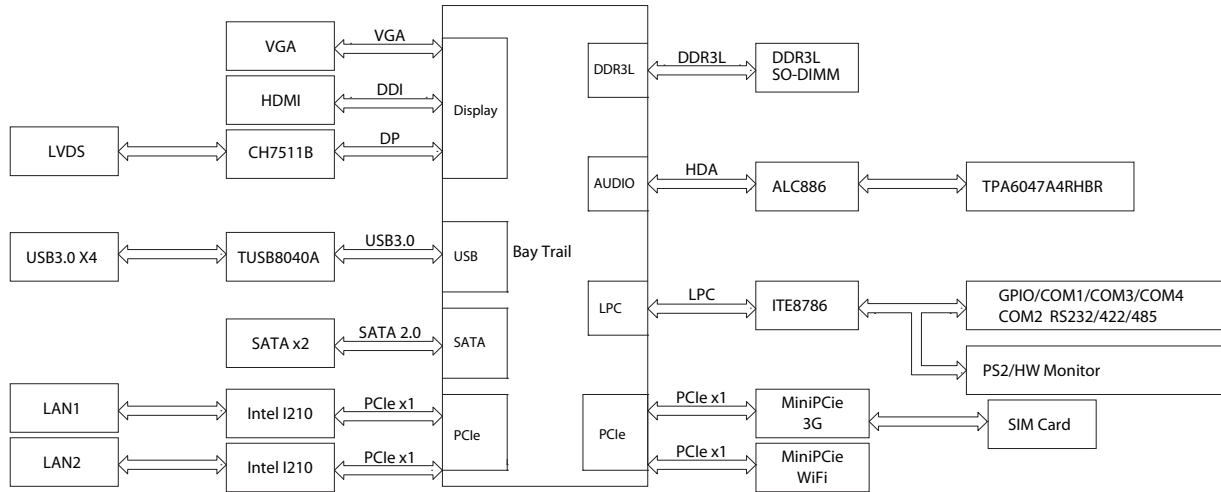 VGA
VGA
HDMI
DDI
Display
LVDS
CH7511B
DP
USB3.0 X4
TUSB8040A
USB3.0
USB
SATA x2
SATA 2.0
SATA
LAN1
Intel I210
PCIe x1
PCIe
LAN2
Intel I210
PCIe x1
Bay Trail
DDR3L
DDR3L
DDR3L
SO-DIMM
AUDIO
HDA
ALC886
TPA6047A4RHBR
LPC
LPC
ITE8786
GPIO/COM1/COM3/COM4
COM2 RS232/422/485
PS2/HW Monitor
PCIe
PCIe x1
MiniPCie
3G
SIM Card
PCIe x1
MiniPCie
WiFi